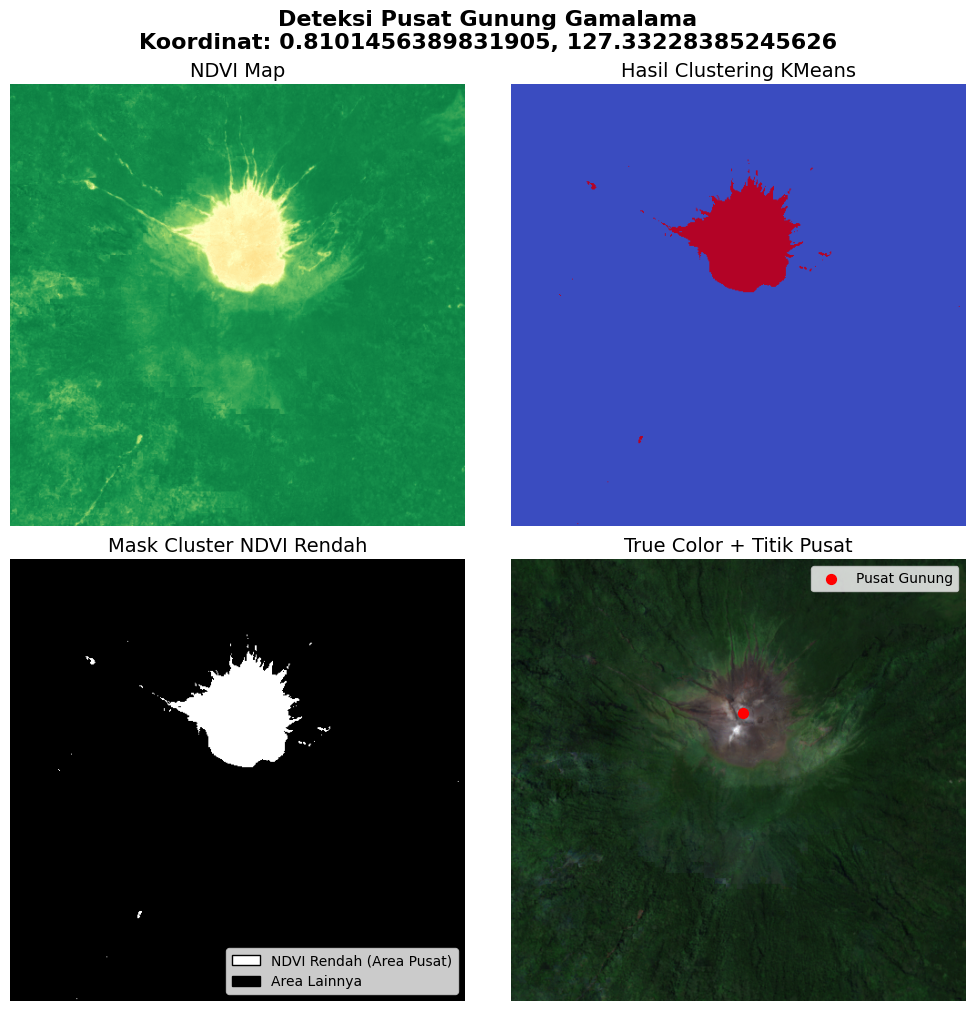 Deteksi Pusat Gunung Gamalama
Koordinat: 0.8101456389831905, 127.33228385245626
NDVI Map
Hasil Clustering KMeans
Mask Cluster NDVI Rendah
True Color + Titik Pusat
Pusat Gunung
NDVI Rendah (Area Pusat)
Area Lainnya